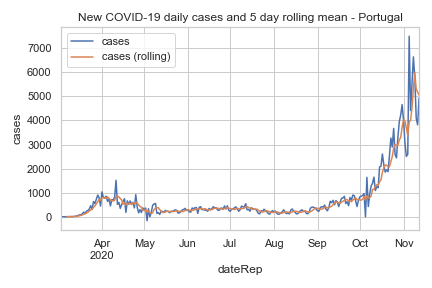 New COVID-19 daily cases and 5 day rolling mean - Portugal
cases
cases (rolling)
7000
6000
5000
4000
3000
2000
1000
0
cases
Apr May Jun Jul Aug Sep Oct Nov
2020
dateRep